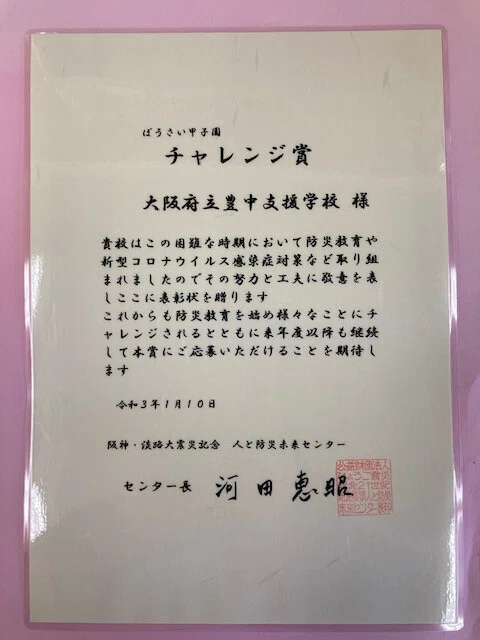 ぼうさい甲子園
チャレンジ賞
大阪府立豊中支援学校 様
貴校はこの困難な時期において防災教育や
新型コロナウイルス感染症対策など取り組
まれましたのでその努力と工夫に敬意を表
しここに表彰状を贈ります
これからも防災教育を始め様々なことにチ
ャレンジされるとともに来年度以降も継続
して本賞にご応募いただけることを期待し
ます
令和3年1月10日
阪神・淡路大震災記念 人と防災未来センター
センター長 河田惠昭